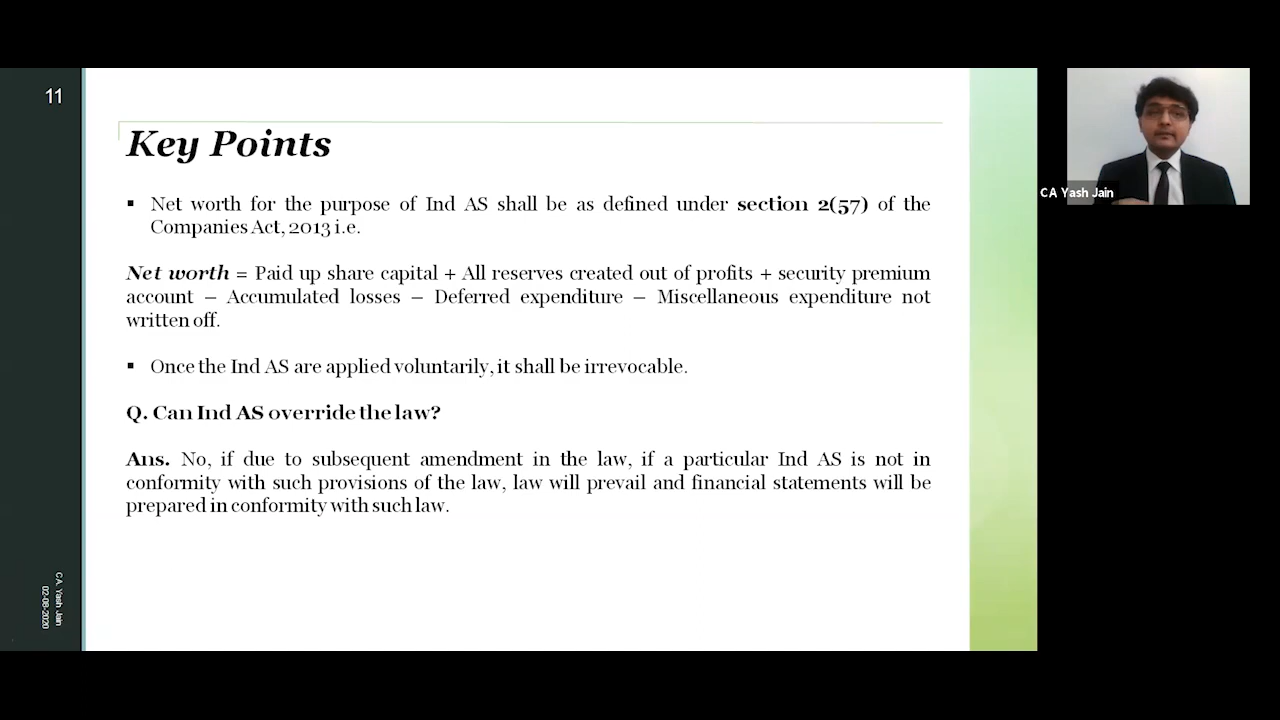 11
Key Points
▪ Net worth for the purpose of Ind AS shall be as defined under section 2(57) of the
Companies Act, 2013 i.e.
Net worth = Paid up share capital + All reserves created out of profits + security premium
account – Accumulated losses – Deferred expenditure – Miscellaneous expenditure not
written off.
▪ Once the Ind AS are applied voluntarily, it shall be irrevocable.
Q. Can Ind AS override the law?
Ans. No, if due to subsequent amendment in the law, if a particular Ind AS is not in
conformity with such provisions of the law, law will prevail and financial statements will be
prepared in conformity with such law.
CA Yash Jain
C.A. Yash Jain
02-08-2020